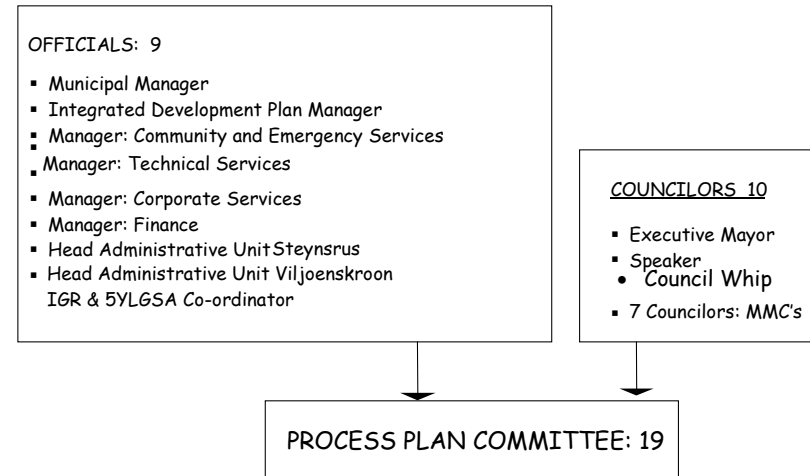 OFFICIALS: 9
▪ Municipal Manager
▪ Integrated Development Plan Manager
▪ Manager: Community and Emergency Services
▪ Manager: Technical Services
▪ Manager: Corporate Services
▪ Manager: Finance
▪ Head Administrative Unit Steynsrus
▪ Head Administrative Unit Viljoenskroon
IGR & 5YLGSA Co-ordinator
COUNCILORS 10
▪ Executive Mayor
▪ Speaker
• Council Whip
▪ 7 Councilors: MMC's
PROCESS PLAN COMMITTEE: 19